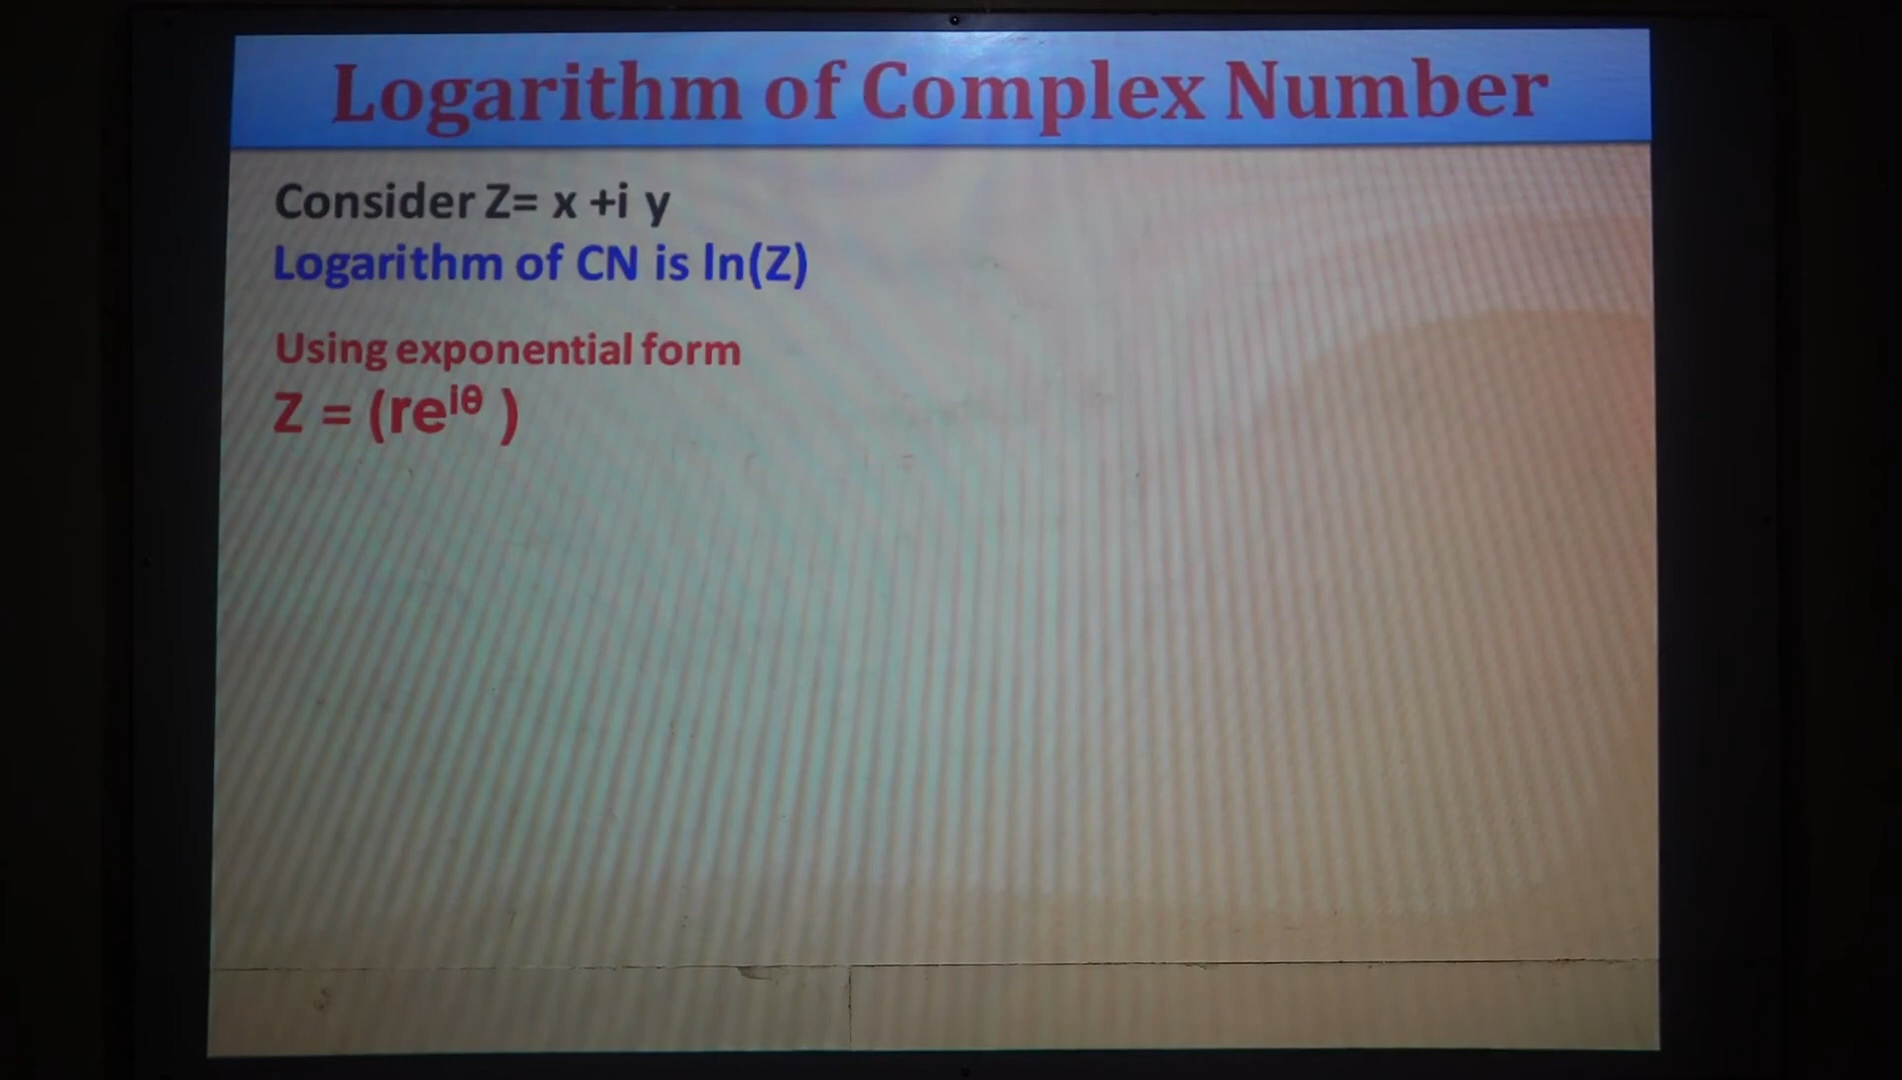 Logarithm of Complex Number
Consider Z= x +i y
Logarithm of CN is ln(Z)
Using exponential form
Z = (re^iθ )